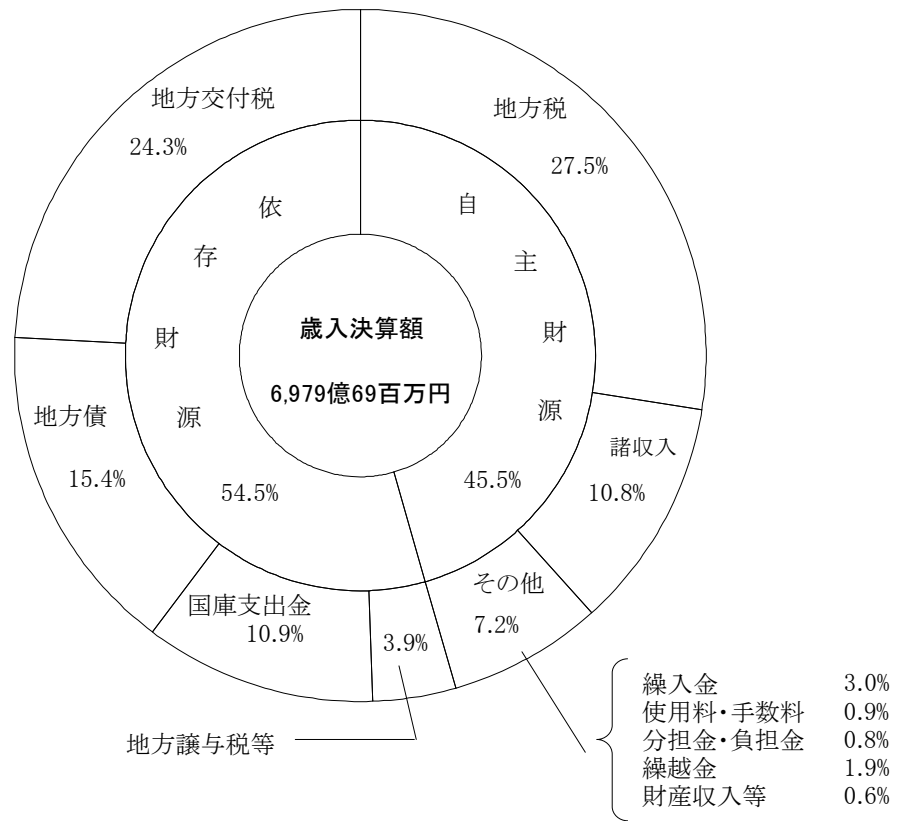 地方交付税
24.3%
地方税
27.5%
依存財源
54.5%
自主財源
45.5%
歳入決算額
6,979億69百万円
地方債
15.4%
諸収入
10.8%
国庫支出金
10.9%
3.9%
その他
7.2%
地方譲与税等
繰入金 3.0%
使用料・手数料 0.9%
分担金・負担金 0.8%
繰越金 1.9%
財産収入等 0.6%